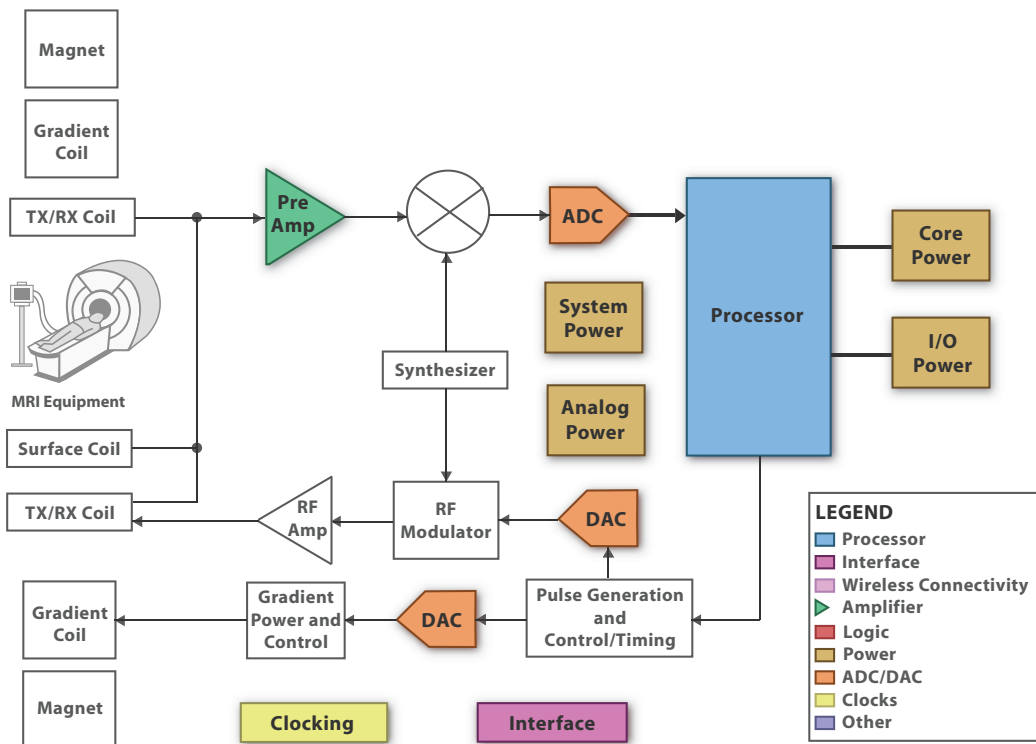 Magnet
Gradient
Coil
TX/RX Coil
Pre
Amp
ADC
Processor
Core
Power
System
Power
I/O
Power
Synthesizer
MRI Equipment
Analog
Power
Surface Coil
TX/RX Coil
RF
Amp
RF
Modulator
DAC
Gradient
Coil
Gradient
Power and
Control
DAC
Pulse Generation
and
Control/Timing
Magnet
Clocking
Interface
LEGEND
Processor
Interface
Wireless Connectivity
Amplifier
Logic
Power
ADC/DAC
Clocks
Other